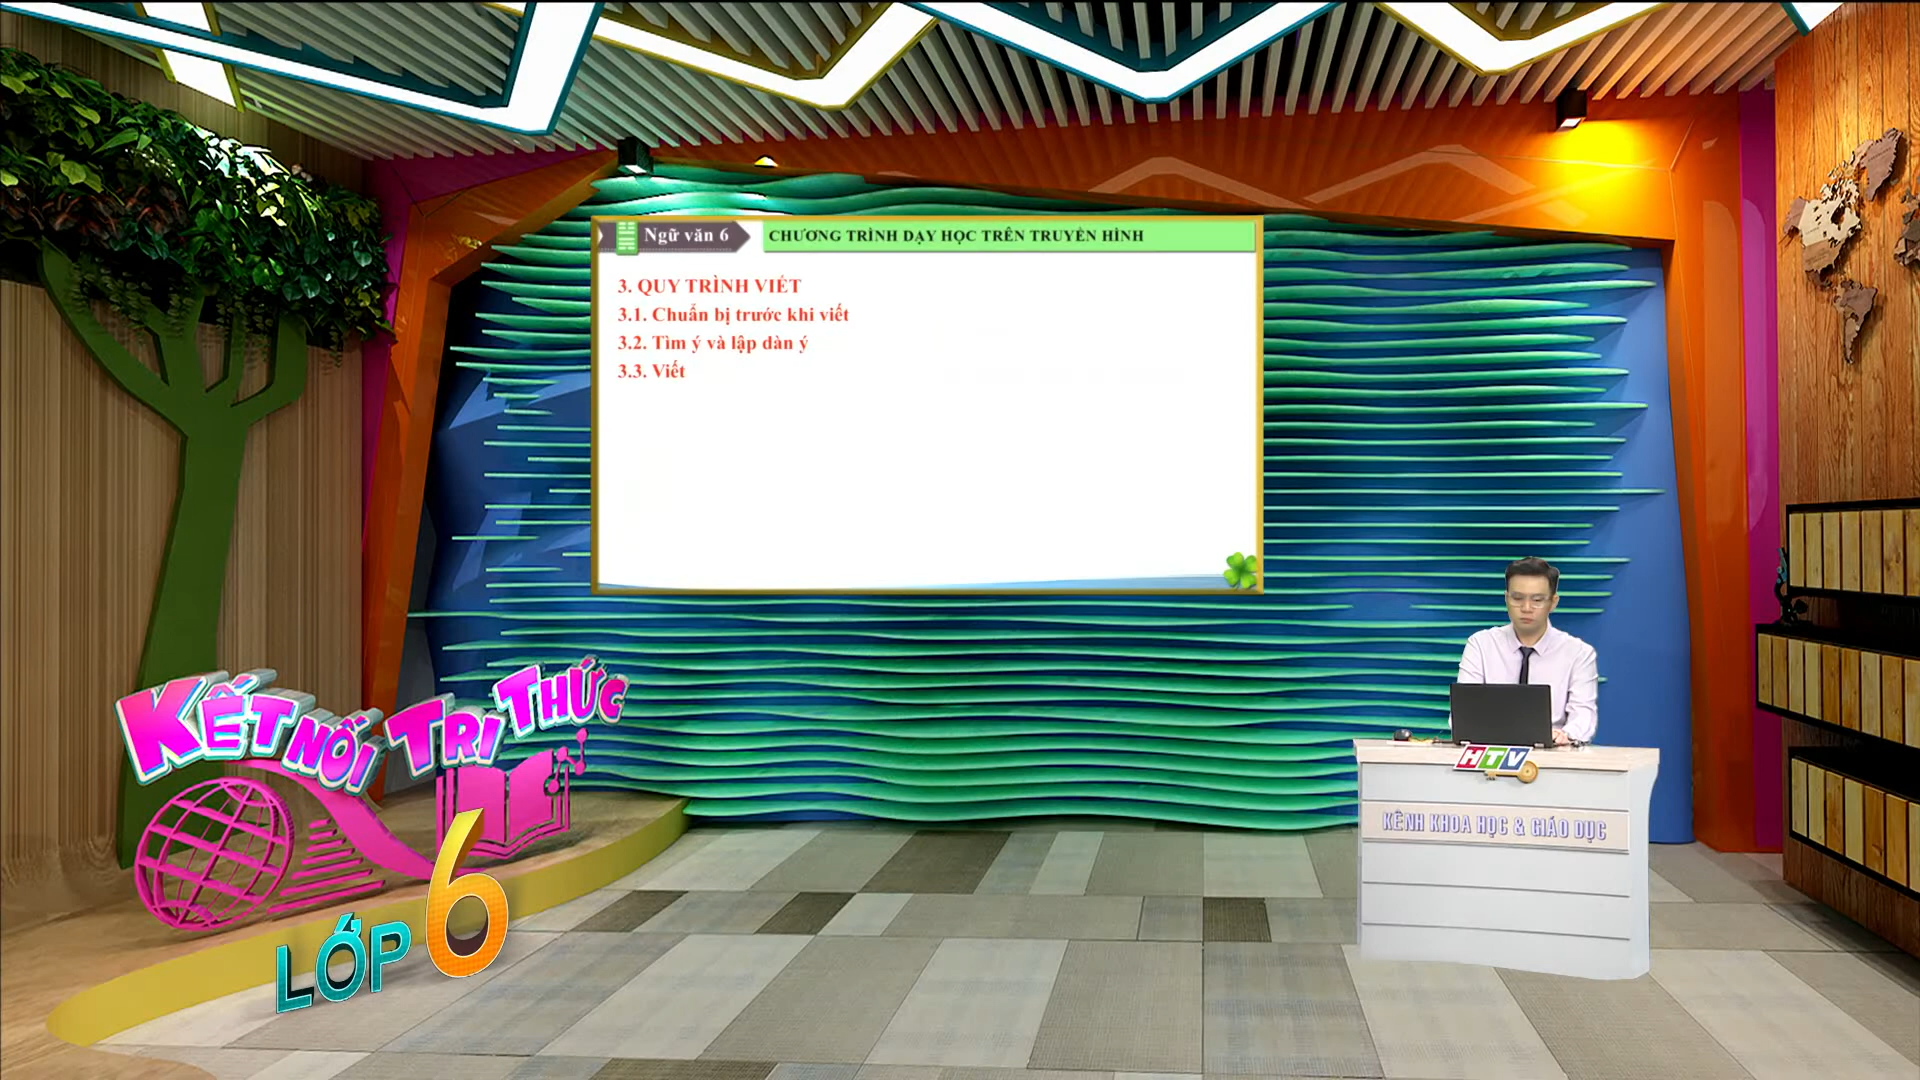 Ngữ văn 6
CHƯƠNG TRÌNH DẠY HỌC TRÊN TRUYỀN HÌNH
3. QUY TRÌNH VIẾT
3.1. Chuẩn bị trước khi viết
3.2. Tìm ý và lập dàn ý
3.3. Viết
KẾT NỐI TRI THỨC
LỚP 6
HTV
KÊNH KHOA HỌC & GIÁO DỤC